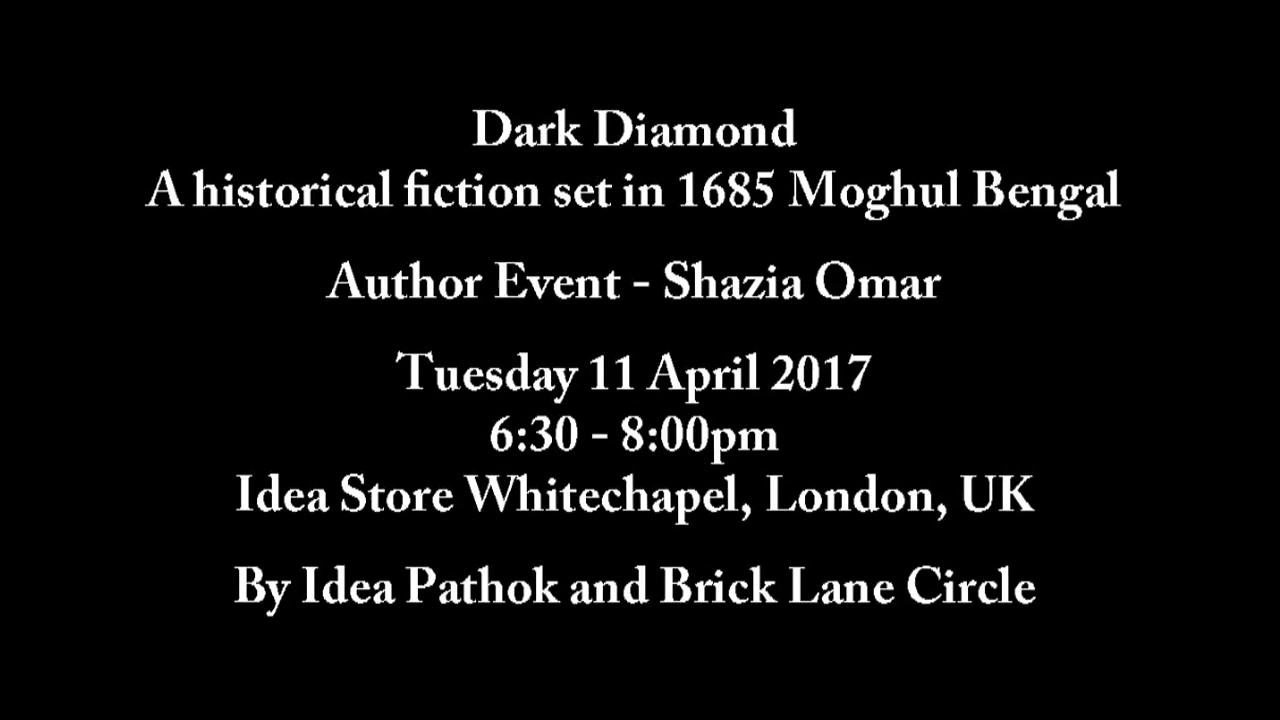 Dark Diamond
A historical fiction set in 1685 Moghul Bengal
Author Event - Shazia Omar
Tuesday 11 April 2017
6:30 - 8:00pm
Idea Store Whitechapel, London, UK
By Idea Pathok and Brick Lane Circle